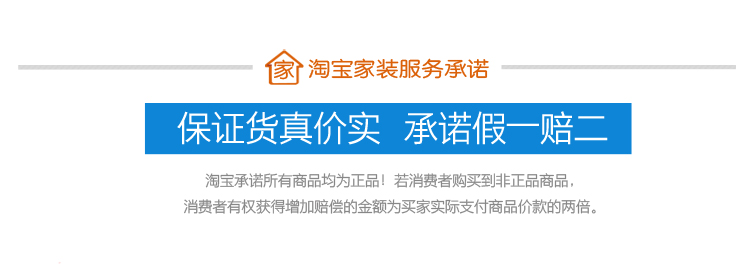 家 淘宝家装服务承诺
保证货真价实 承诺假一赔二
淘宝承诺所有商品均为正品！若消费者购买到非正品商品，
消费者有权获得增加赔偿的金额为买家实际支付商品价款的两倍。